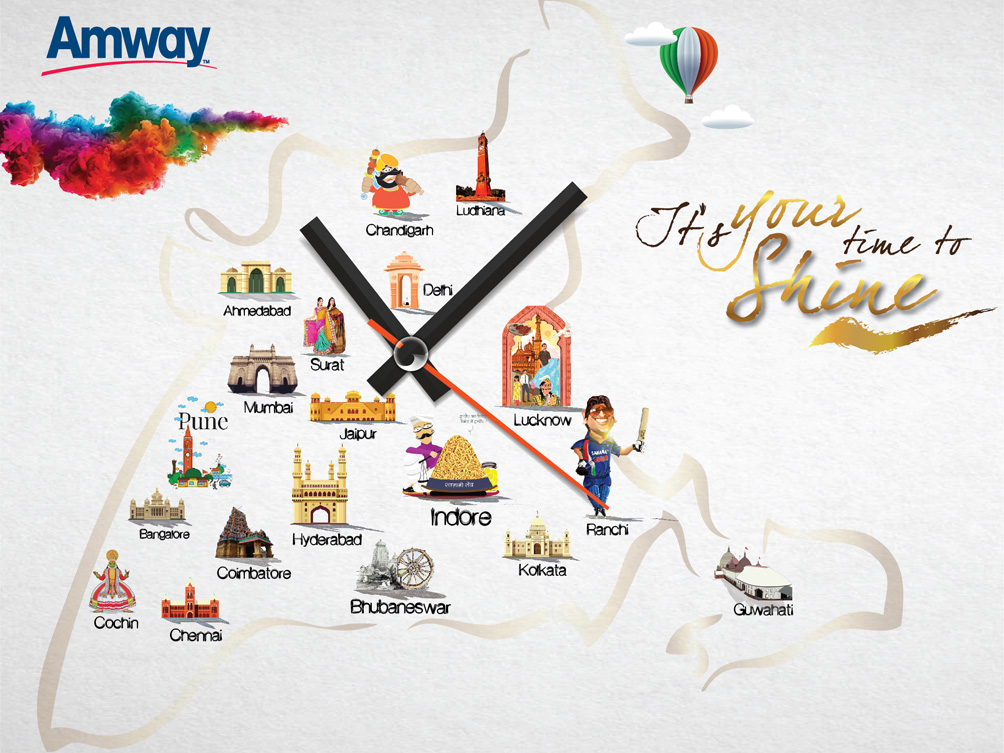 Amway
TM
It's your time to
Shine
Chandigarh
Ludhiana
Delhi
Ahmedabad
Surat
Mumbai
Jaipur
Lucknow
Pune
Indore
Ranchi
Bangalore
Hyderabad
Coimbatore
Kolkata
Bhubaneswar
Guwahati
Cochin
Chennai